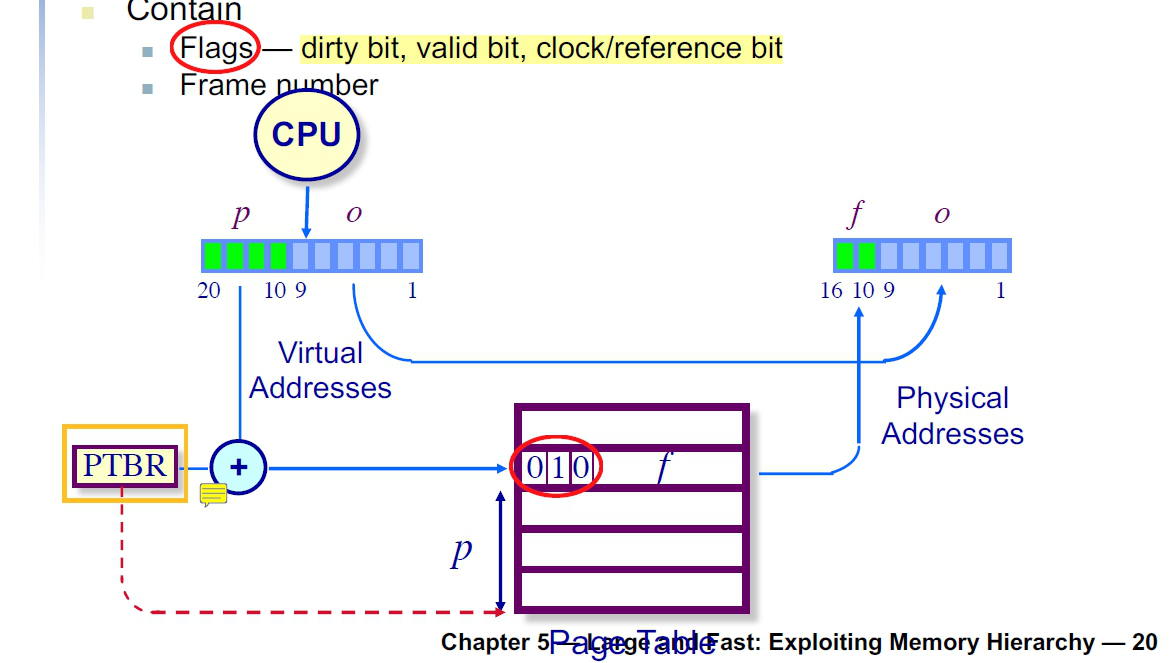 Contain
Flags — dirty bit, valid bit, clock/reference bit
Frame number
CPU
p o
f o
20 10 9 1
16 10 9 1
Virtual
Addresses
Physical
Addresses
PTBR
+
0 1 0 f
p
Page Table
Chapter 5 — Large and Fast: Exploiting Memory Hierarchy — 20